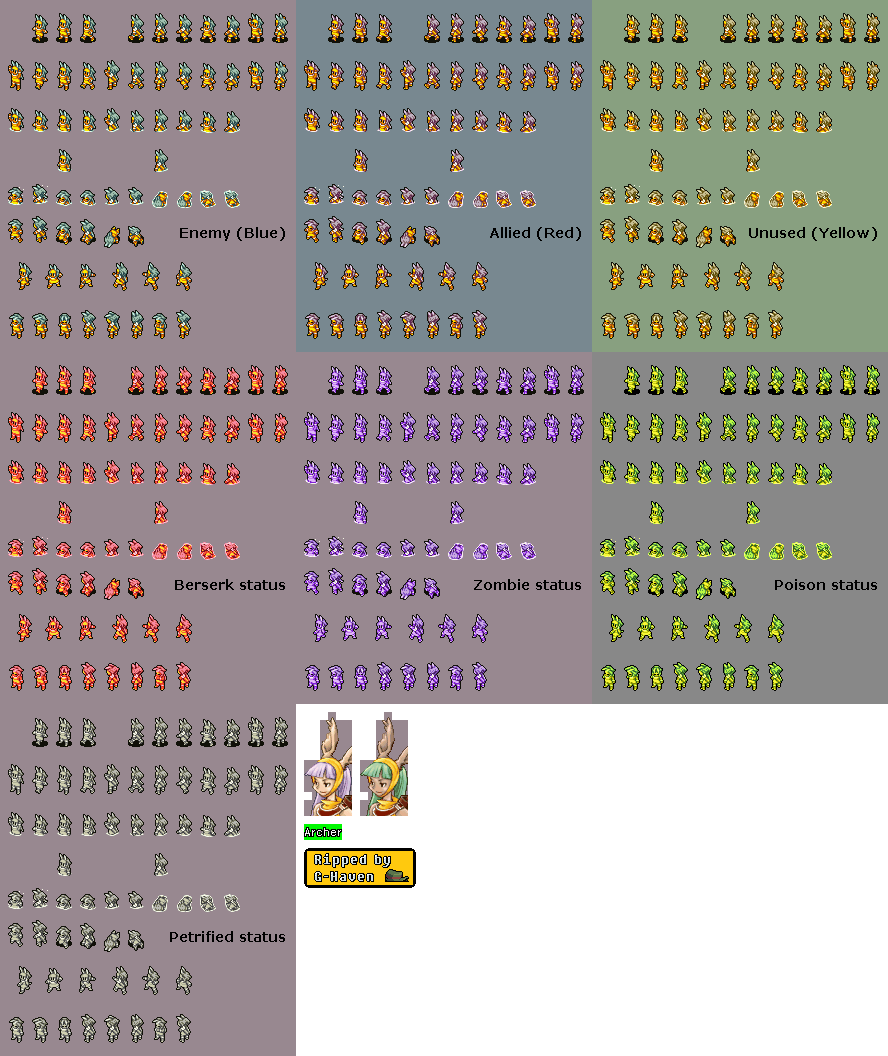 Enemy (Blue)
Allied (Red)
Unused (Yellow)
Berserk status
Zombie status
Poison status
Petrified status
Archer
Ripped by
G-Haven